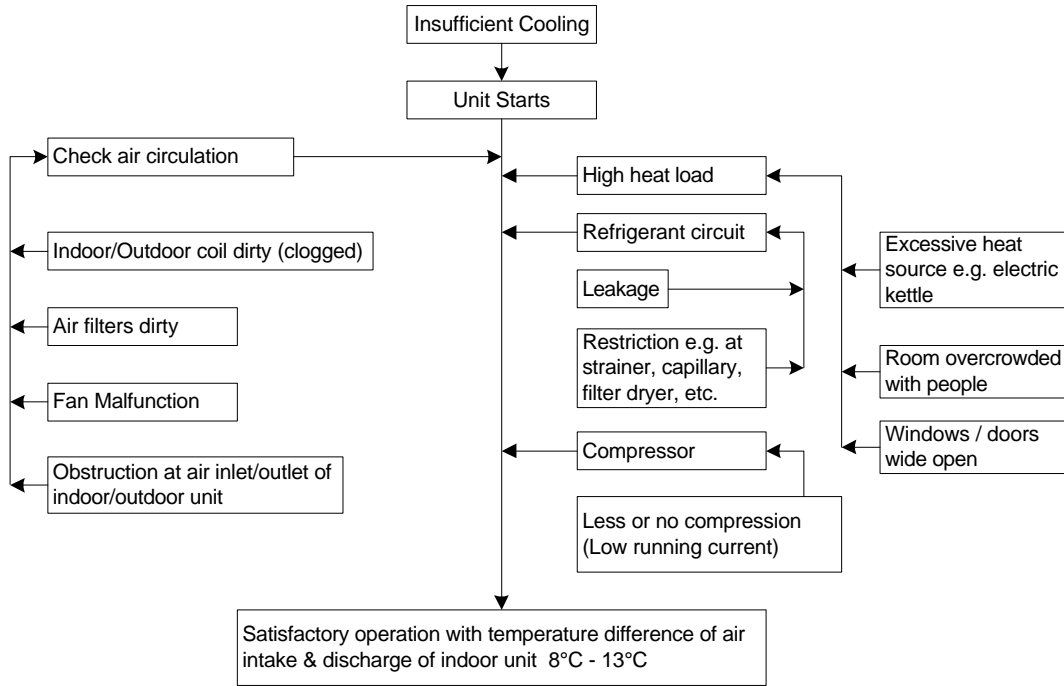 Insufficient Cooling
Unit Starts
Check air circulation
High heat load
Indoor/Outdoor coil dirty (clogged)
Refrigerant circuit
Excessive heat
source e.g. electric
kettle
Leakage
Air filters dirty
Restriction e.g. at
strainer, capillary,
filter dryer, etc.
Room overcrowded
with people
Fan Malfunction
Compressor
Windows / doors
wide open
Obstruction at air inlet/outlet of
indoor/outdoor unit
Less or no compression
(Low running current)
Satisfactory operation with temperature difference of air
intake & discharge of indoor unit 8°C - 13°C